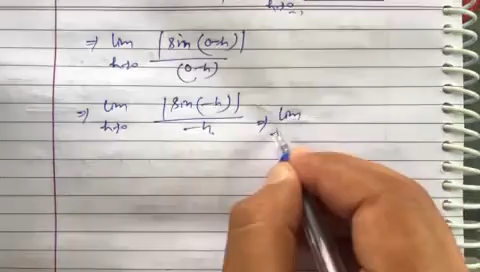 ⇒ lim h→0 |sin(0-h)| / (0-h)
⇒ lim h→0 |sin(-h)| / -h ⇒ lim